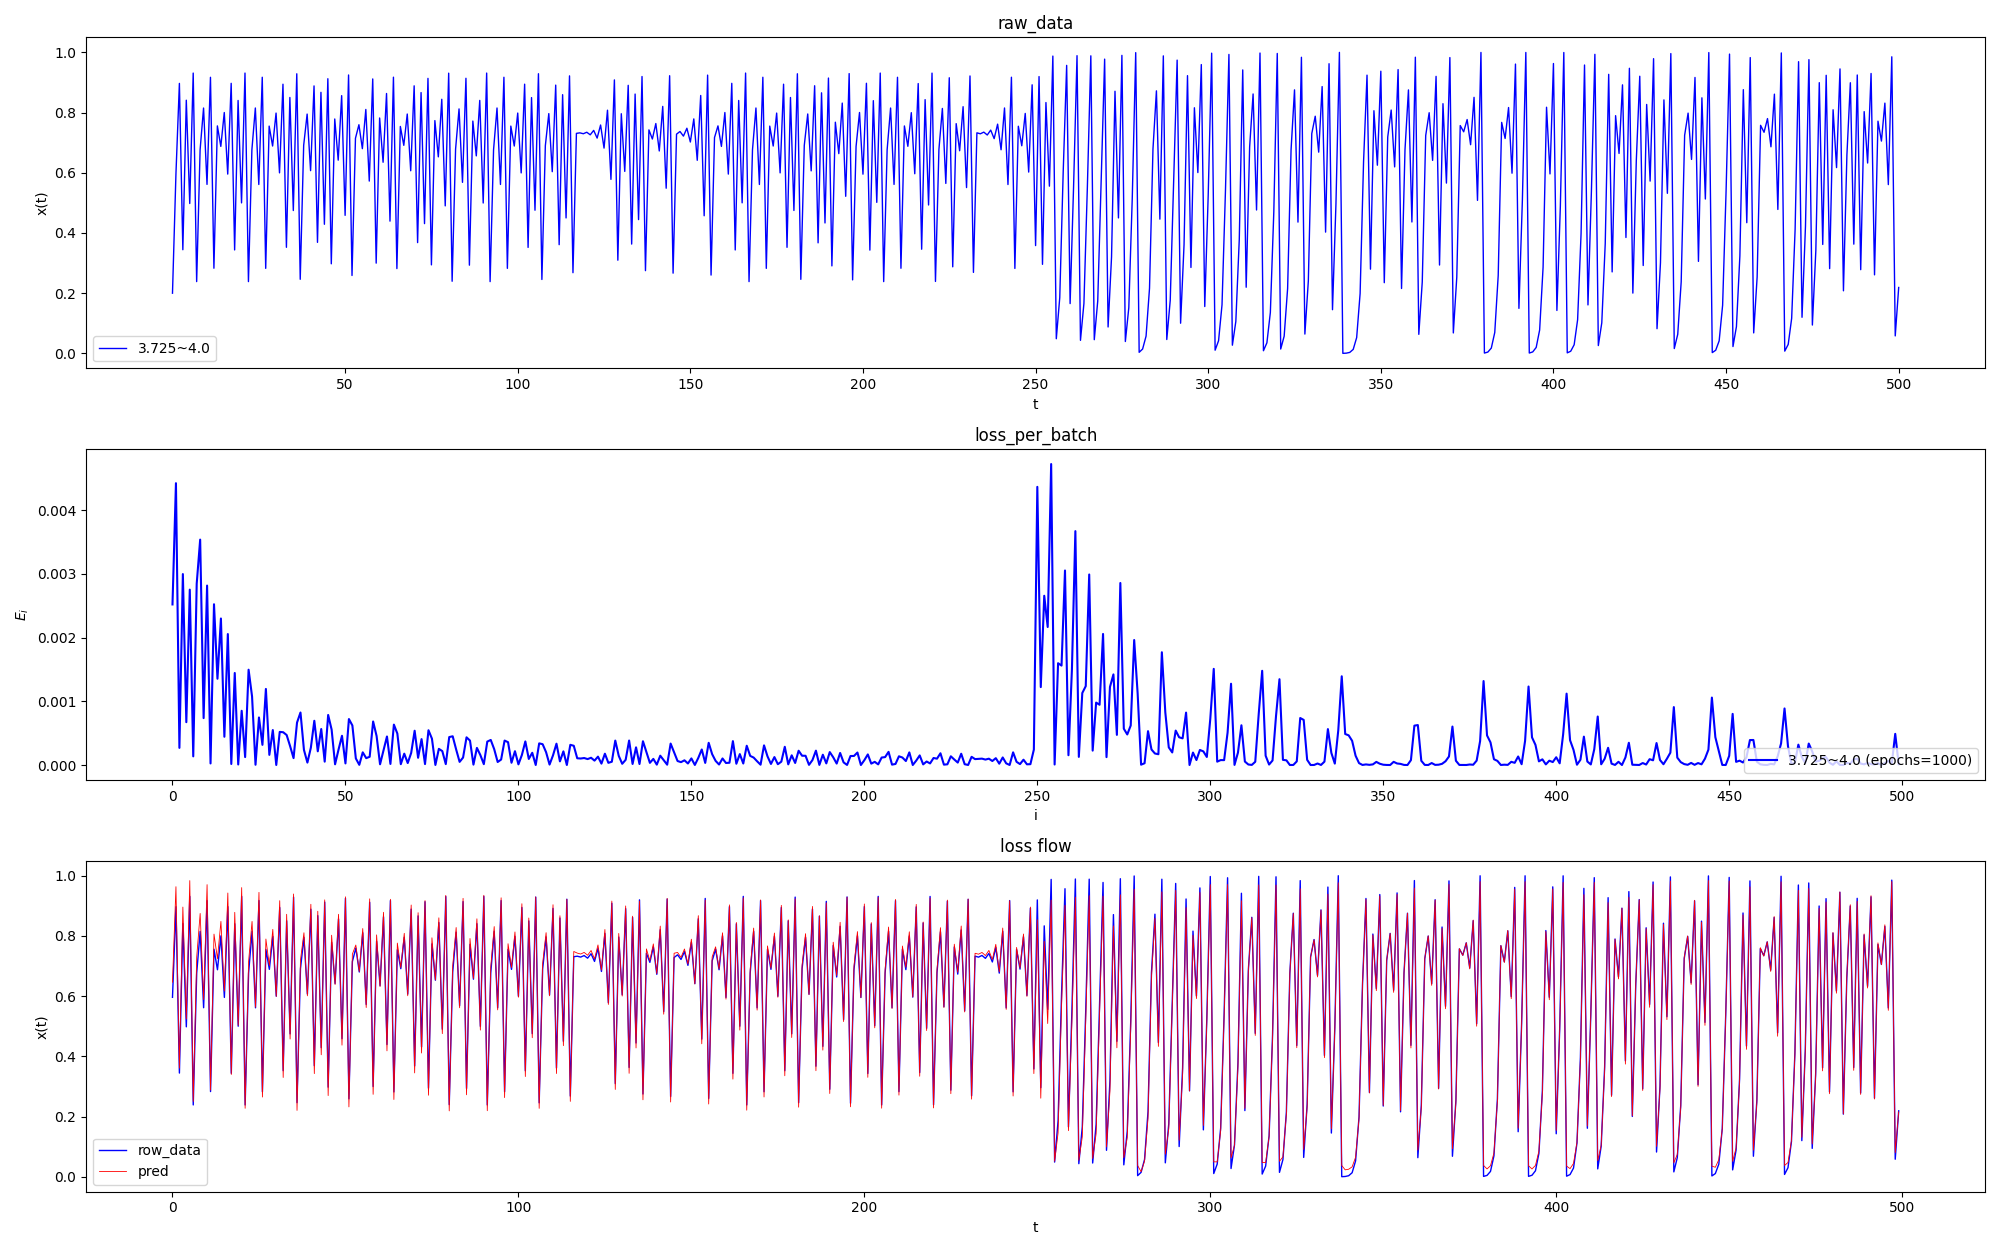 raw_data
x(t)
1.0
0.8
0.6
0.4
0.2
0.0
3.725~4.0
50 100 150 200 250 300 350 400 450 500
t
loss_per_batch
E_i
0.004
0.003
0.002
0.001
0.000
3.725~4.0 (epochs=1000)
0 50 100 150 200 250 300 350 400 450 500
i
loss flow
x(t)
1.0
0.8
0.6
0.4
0.2
0.0
row_data
pred
0 100 200 300 400 500
t